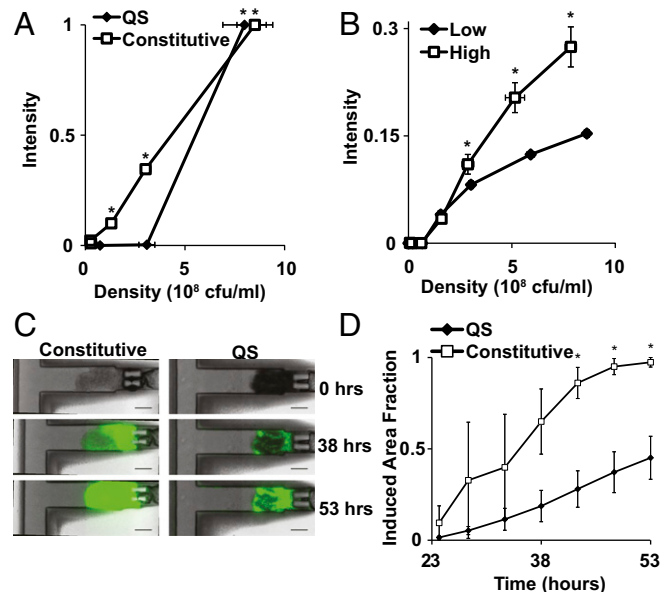 A
QS
Constitutive
1
0.5
0
0
5
10
* *
*
*
Intensity
Density (10⁸ cfu/ml)
B
Low
High
0.3
0.15
0
0
5
10
*
*
*
Intensity
Density (10⁸ cfu/ml)
C
Constitutive
QS
0 hrs
38 hrs
53 hrs
D
QS
Constitutive
1
0.5
0
23
38
53
* * *
Induced Area Fraction
Time (hours)